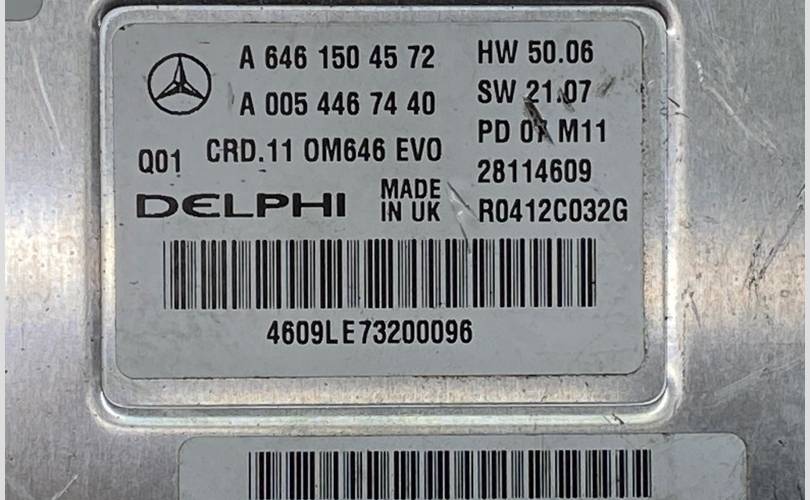 A 646 150 45 72
A 005 446 74 40
Q01 CRD.11 OM646 EVO
DELPHI MADE IN UK
HW 50.06
SW 21.07
PD 07 M11
28114609
R0412C032G
4609LE73200096